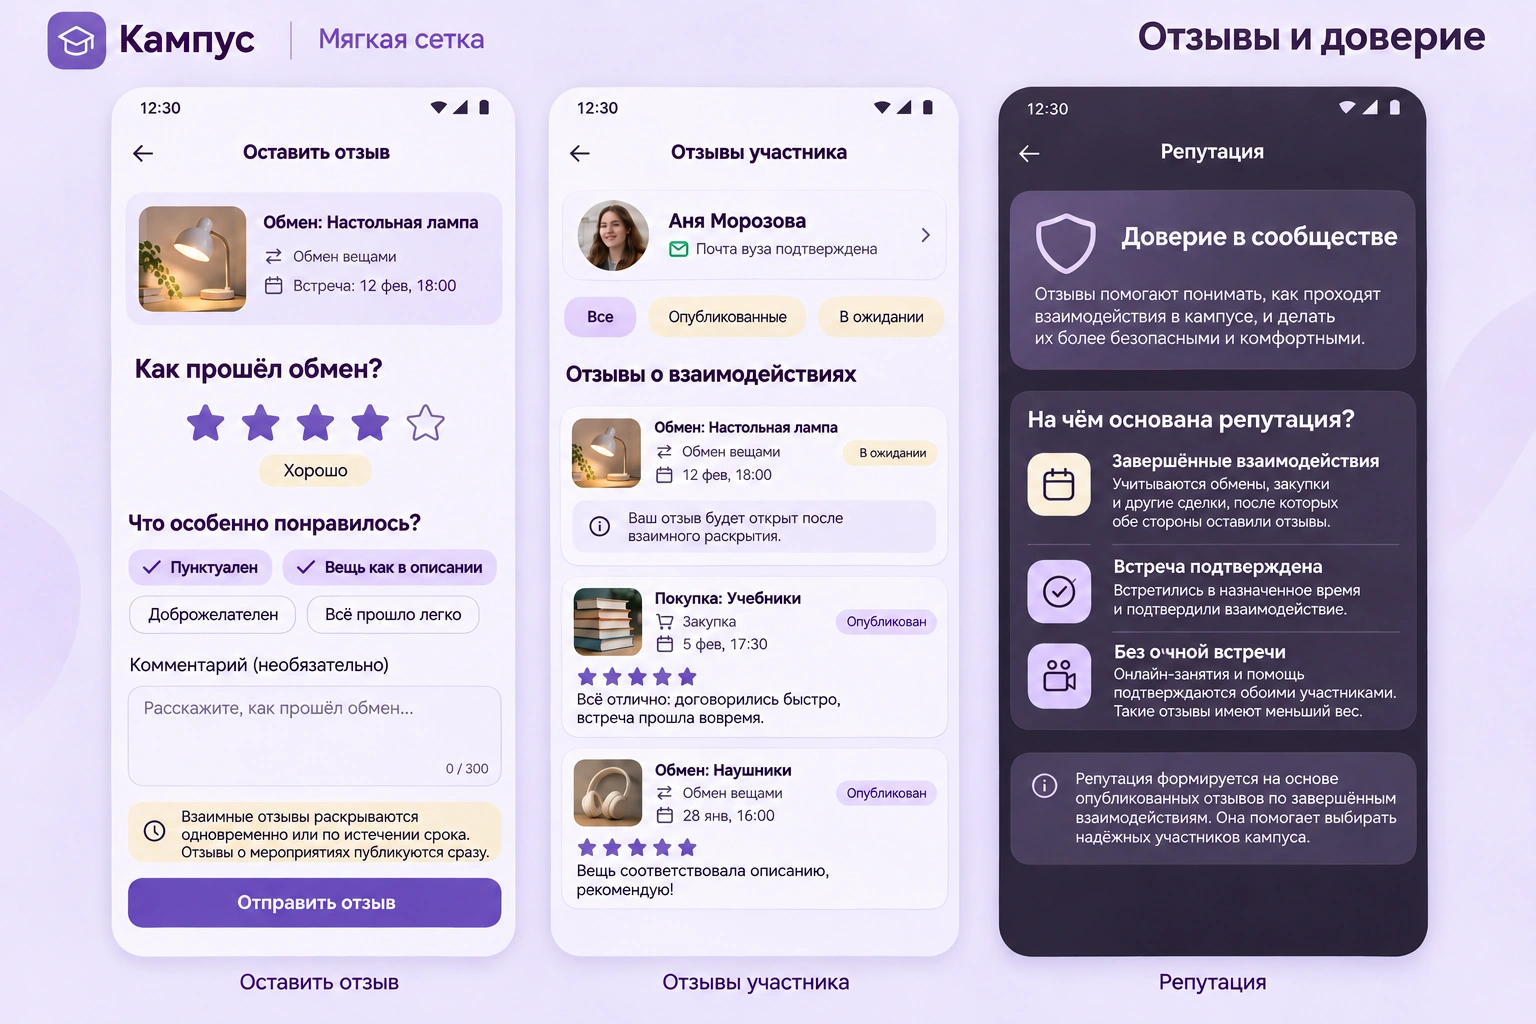 Кампус
Мягкая сетка
Отзывы и доверие
12:30
Оставить отзыв
Обмен: Настольная лампа
Обмен вещами
Встреча: 12 фев, 18:00
Как прошёл обмен?
Хорошо
Что особенно понравилось?
Пунктуален
Вещь как в описании
Доброжелателен
Всё прошло легко
Комментарий (необязательно)
Расскажите, как прошёл обмен...
0 / 300
Взаимные отзывы раскрываются
одновременно или по истечении срока.
Отзывы о мероприятиях публикуются сразу.
Отправить отзыв
Оставить отзыв
12:30
Отзывы участника
Аня Морозова
Почта вуза подтверждена
Все
Опубликованные
В ожидании
Отзывы о взаимодействиях
Обмен: Настольная лампа
Обмен вещами
В ожидании
12 фев, 18:00
Ваш отзыв будет открыт после
взаимного раскрытия.
Покупка: Учебники
Закупка
Опубликован
5 фев, 17:30
Всё отлично: договорились быстро,
встреча прошла вовремя.
Обмен: Наушники
Обмен вещами
Опубликован
28 янв, 16:00
Вещь соответствовала описанию,
рекомендую!
Отзывы участника
12:30
Репутация
Доверие в сообществе
Отзывы помогают понимать, как проходят
взаимодействия в кампусе, и делать
их более безопасными и комфортными.
На чём основана репутация?
Завершённые взаимодействия
Учитываются обмены, закупки
и другие сделки, после которых
обе стороны оставили отзывы.
Встреча подтверждена
Встретились в назначенное время
и подтвердили взаимодействие.
Без очной встречи
Онлайн-занятия и помощь
подтверждаются обоими участниками.
Такие отзывы имеют меньший вес.
Репутация формируется на основе
опубликованных отзывов по завершённым
взаимодействиям. Она помогает выбирать
надёжных участников кампуса.
Репутация